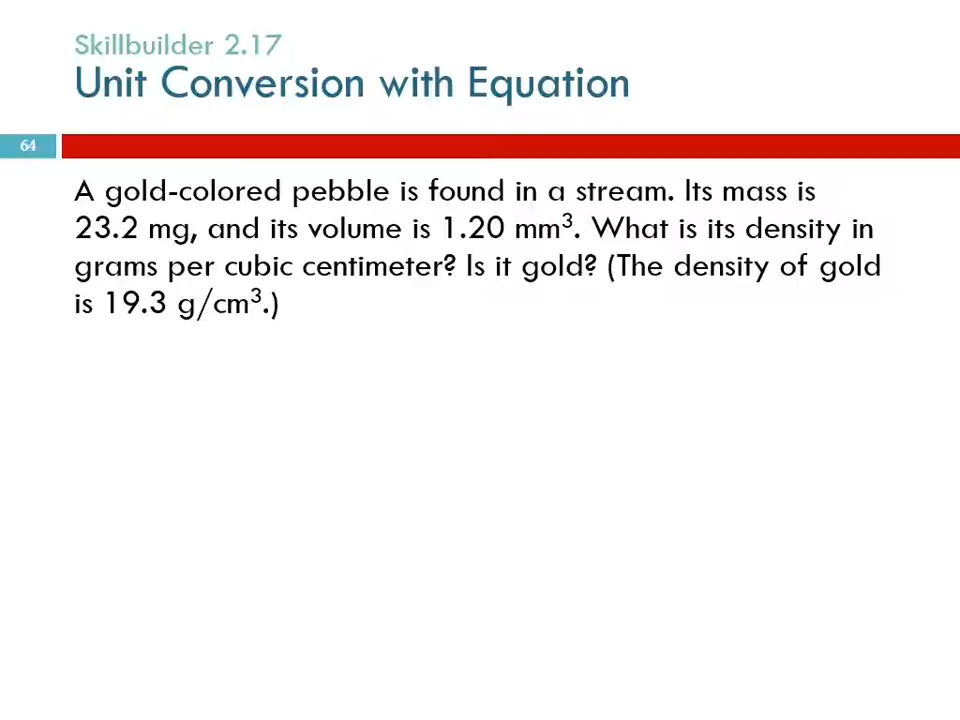 Skillbuilder 2.17
Unit Conversion with Equation
64
A gold-colored pebble is found in a stream. Its mass is
23.2 mg, and its volume is 1.20 mm³. What is its density in
grams per cubic centimeter? Is it gold? (The density of gold
is 19.3 g/cm³.)